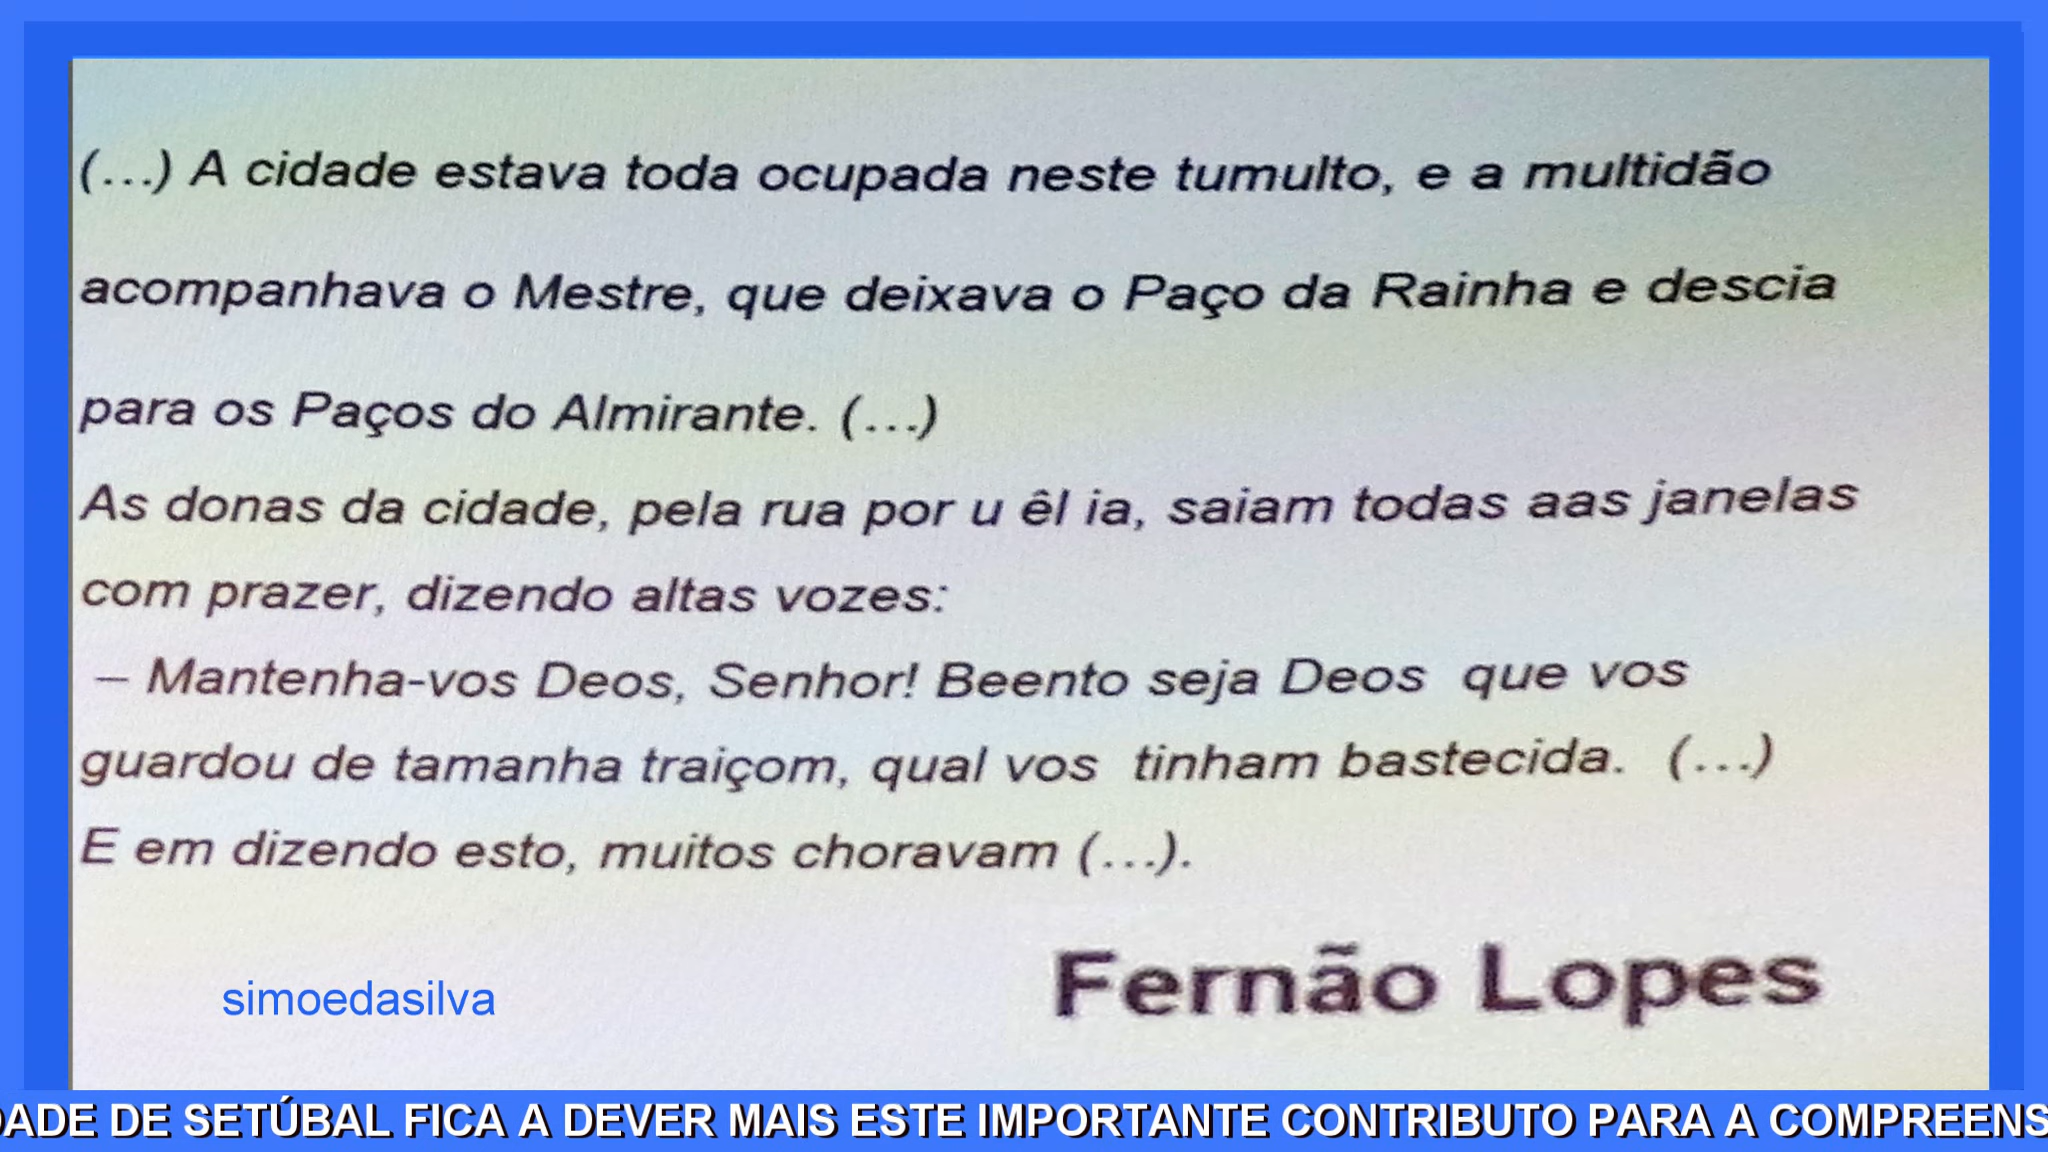 (...) A cidade estava toda ocupada neste tumulto, e a multidão
acompanhava o Mestre, que deixava o Paço da Rainha e descia
para os Paços do Almirante. (...)
As donas da cidade, pela rua por u êl ia, saiam todas aas janelas
com prazer, dizendo altas vozes:
– Mantenha-vos Deos, Senhor! Beento seja Deos que vos
guardou de tamanha traiçom, qual vos tinham bastecida. (...)
E em dizendo esto, muitos choravam (...).
Fernão Lopes
simoedasilva
DADE DE SETÚBAL FICA A DEVER MAIS ESTE IMPORTANTE CONTRIBUTO PARA A COMPREENS